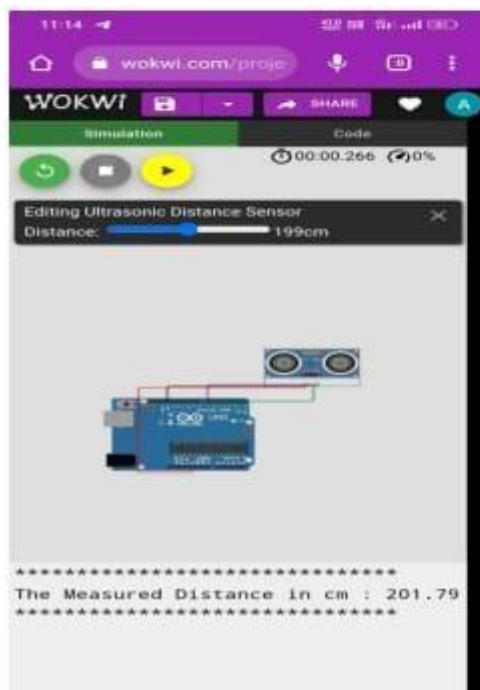 11:14
wokwi.com/proje
WOKWI
SHARE
A
Simulation
Code
00:00.266
0%
Editing Ultrasonic Distance Sensor
Distance:
199cm
UNO
********************************
The Measured Distance in cm : 201.79
********************************